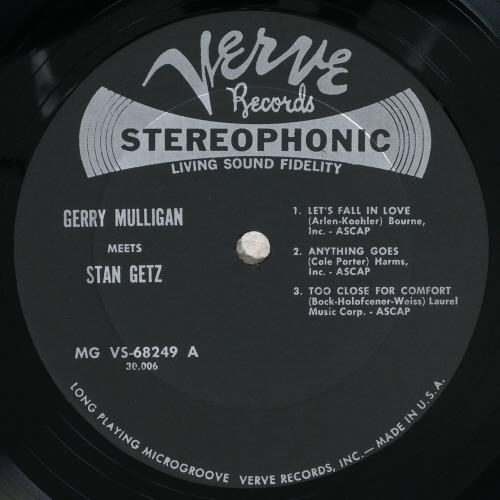 Verve
Records
STEREOPHONIC
LIVING SOUND FIDELITY
GERRY MULLIGAN
MEETS
STAN GETZ
MG VS-68249 A
30,006
1. LET'S FALL IN LOVE
(Arlen-Koehler) Bourne,
Inc. - ASCAP
2. ANYTHING GOES
(Cole Porter) Harms,
Inc. - ASCAP
3. TOO CLOSE FOR COMFORT
(Bock-Holofcener-Weiss) Laurel
Music Corp. - ASCAP
LONG PLAYING MICROGROOVE VERVE RECORDS, INC.—MADE IN U.S.A.